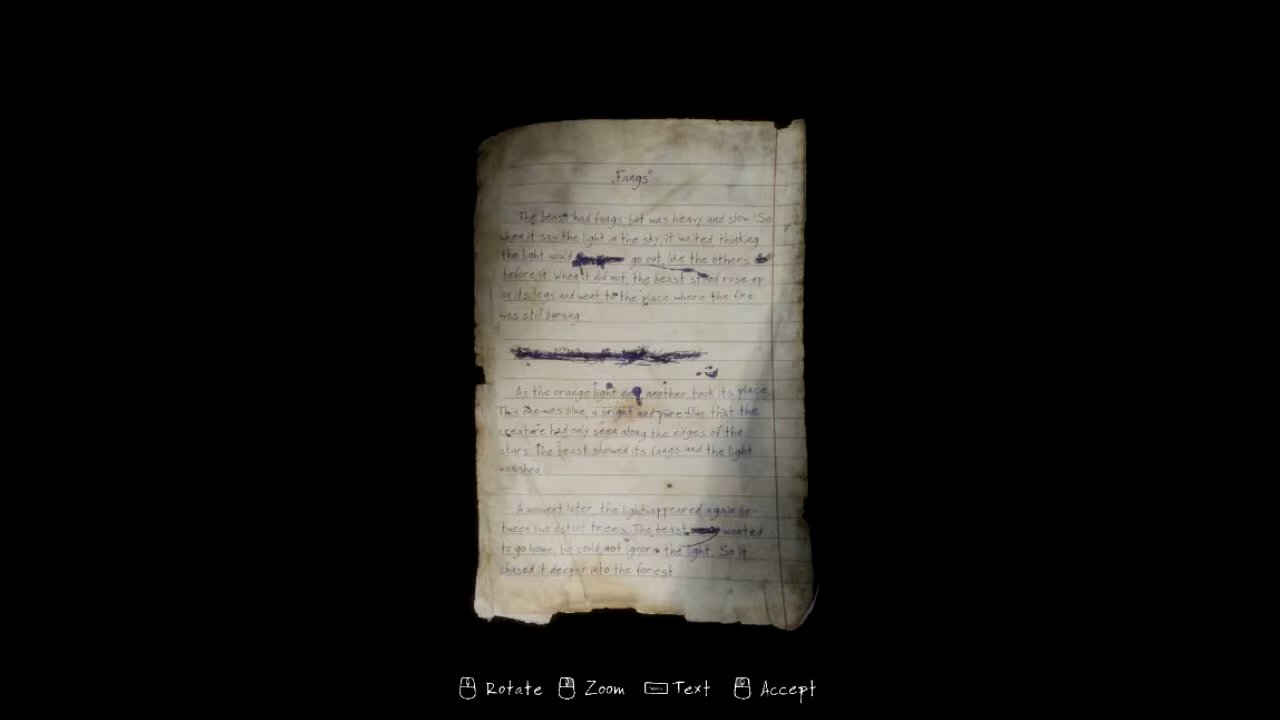 „Fangs"
The beast had fangs, but was heavy and slow. So
when it saw the light in the sky, it waited thinking
the light would go out, like the others
before it. When it did not, the beast stood rose up
on its legs and went to the place where the fire
was still burning
As the orange light died another took its place.
This one was blue, a bright and pure blue that the
creature had only seen along the edges of the
stars. The beast showed its fangs and the light
vanished.
A moment later, the lights appeared again be-
tween two distant trees. The beast wanted
to go home, but could not ignore the light. So it
chased it deeper into the forest
Rotate Zoom Text Accept